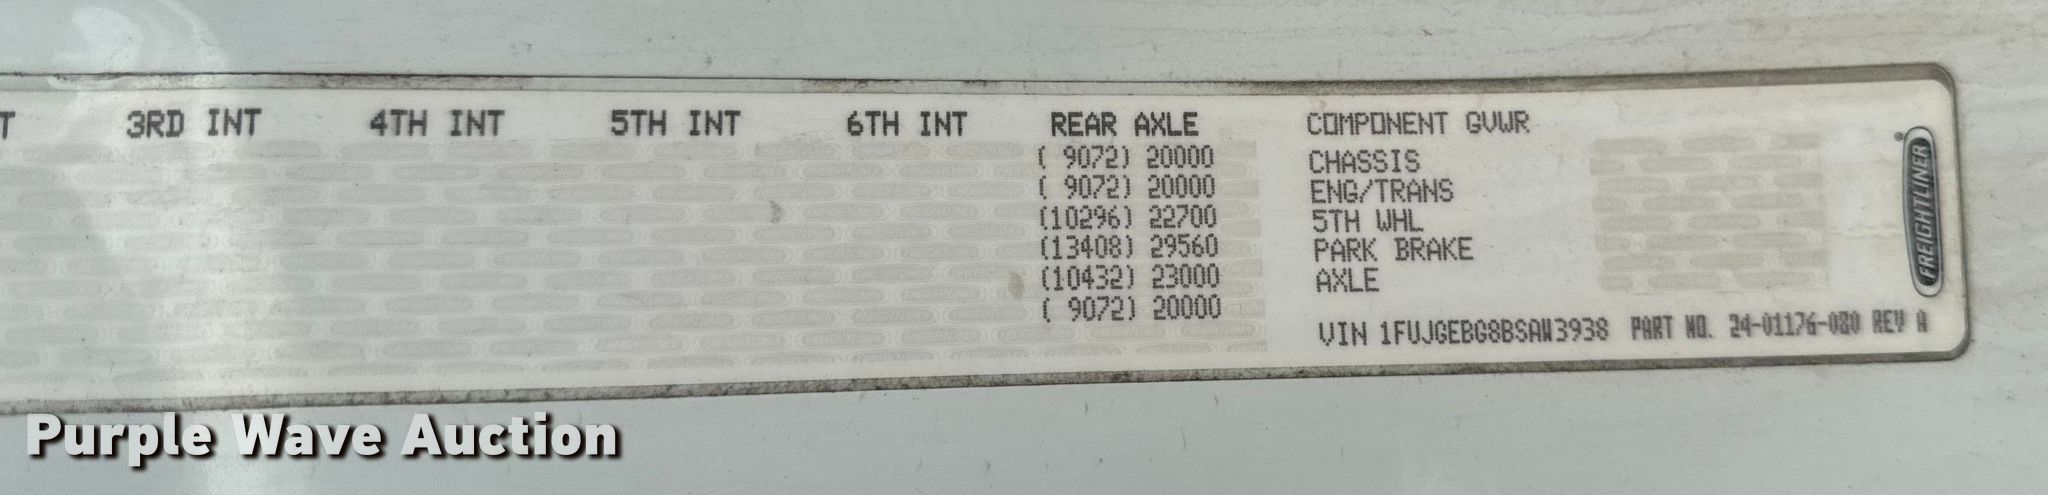 T 3RD INT 4TH INT 5TH INT 6TH INT REAR AXLE COMPONENT GVWR
( 9072) 20000 CHASSIS
( 9072) 20000 ENG/TRANS
(10296) 22700 5TH WHL
(13408) 29560 PARK BRAKE
(10432) 23000 AXLE
( 9072) 20000
VIN 1FUJGEBG8BSAW3938 PART NO. 24-01176-080 REV A
FREIGHTLINER
Purple Wave Auction